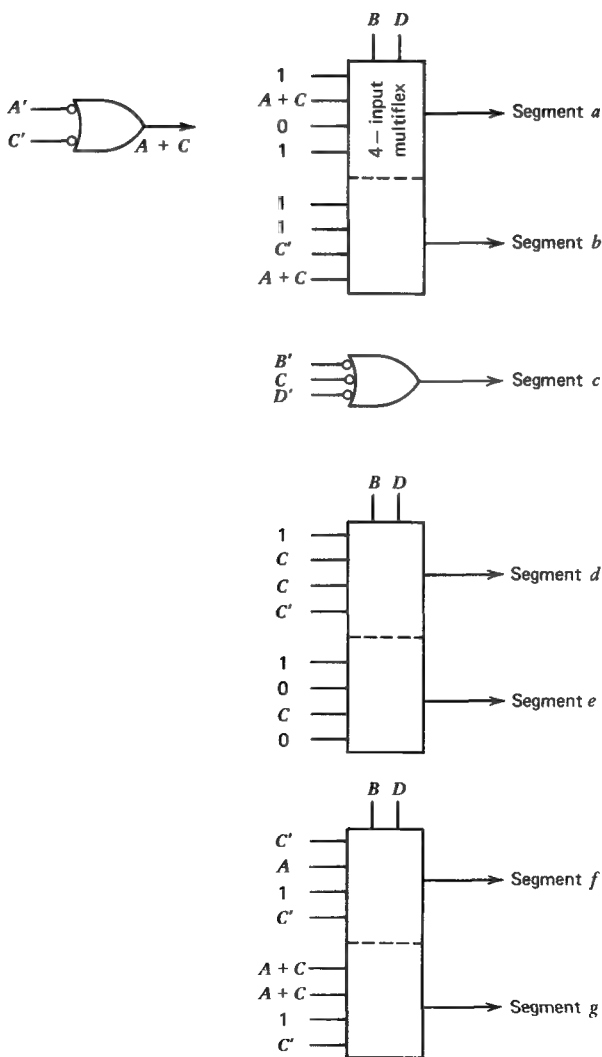 B D
1
A + C
0
1
4 – input
multiflex
Segment a
A'
C'
A + C
1
1
C'
A + C
Segment b
B'
C
D'
Segment c
B D
1
C
C
C'
Segment d
1
0
C
0
Segment e
B D
C'
A
1
C'
Segment f
A + C
A + C
1
C'
Segment g